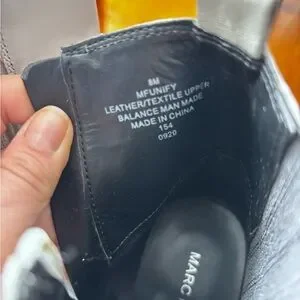 8M
MFUNIFY
LEATHER/TEXTILE UPPER
BALANCE MAN MADE
MADE IN CHINA
154
0920
MARC